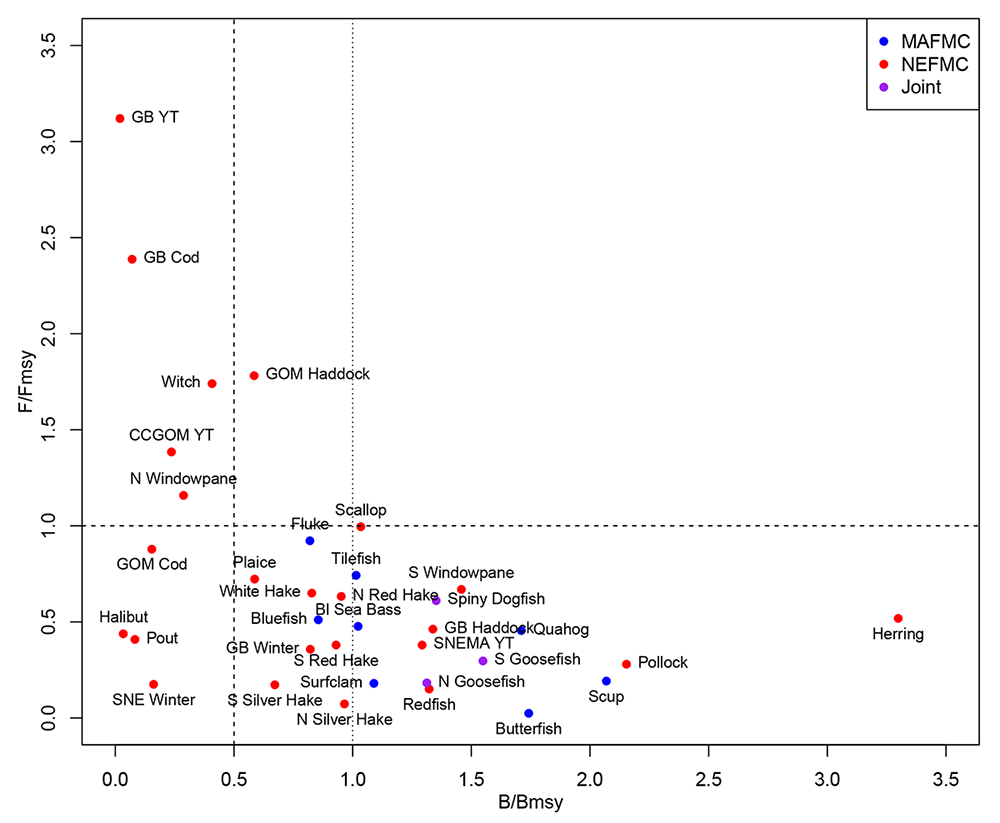 MAFMC
NEFMC
Joint
GB YT
GB Cod
Witch
GOM Haddock
CCGOM YT
N Windowpane
Scallop
Fluke
GOM Cod
Plaice
Tilefish
White Hake
N Red Hake
S Windowpane
Spiny Dogfish
Bl Sea Bass
Bluefish
Halibut
Pout
GB Haddock
Quahog
Herring
GB Winter
S Red Hake
SNEMA YT
S Goosefish
Pollock
SNE Winter
S Silver Hake
Surfclam
N Goosefish
Redfish
Scup
N Silver Hake
Butterfish
F/Fmsy
3.5
3.0
2.5
2.0
1.5
1.0
0.5
0.0
0.0 0.5 1.0 1.5 2.0 2.5 3.0 3.5
B/Bmsy